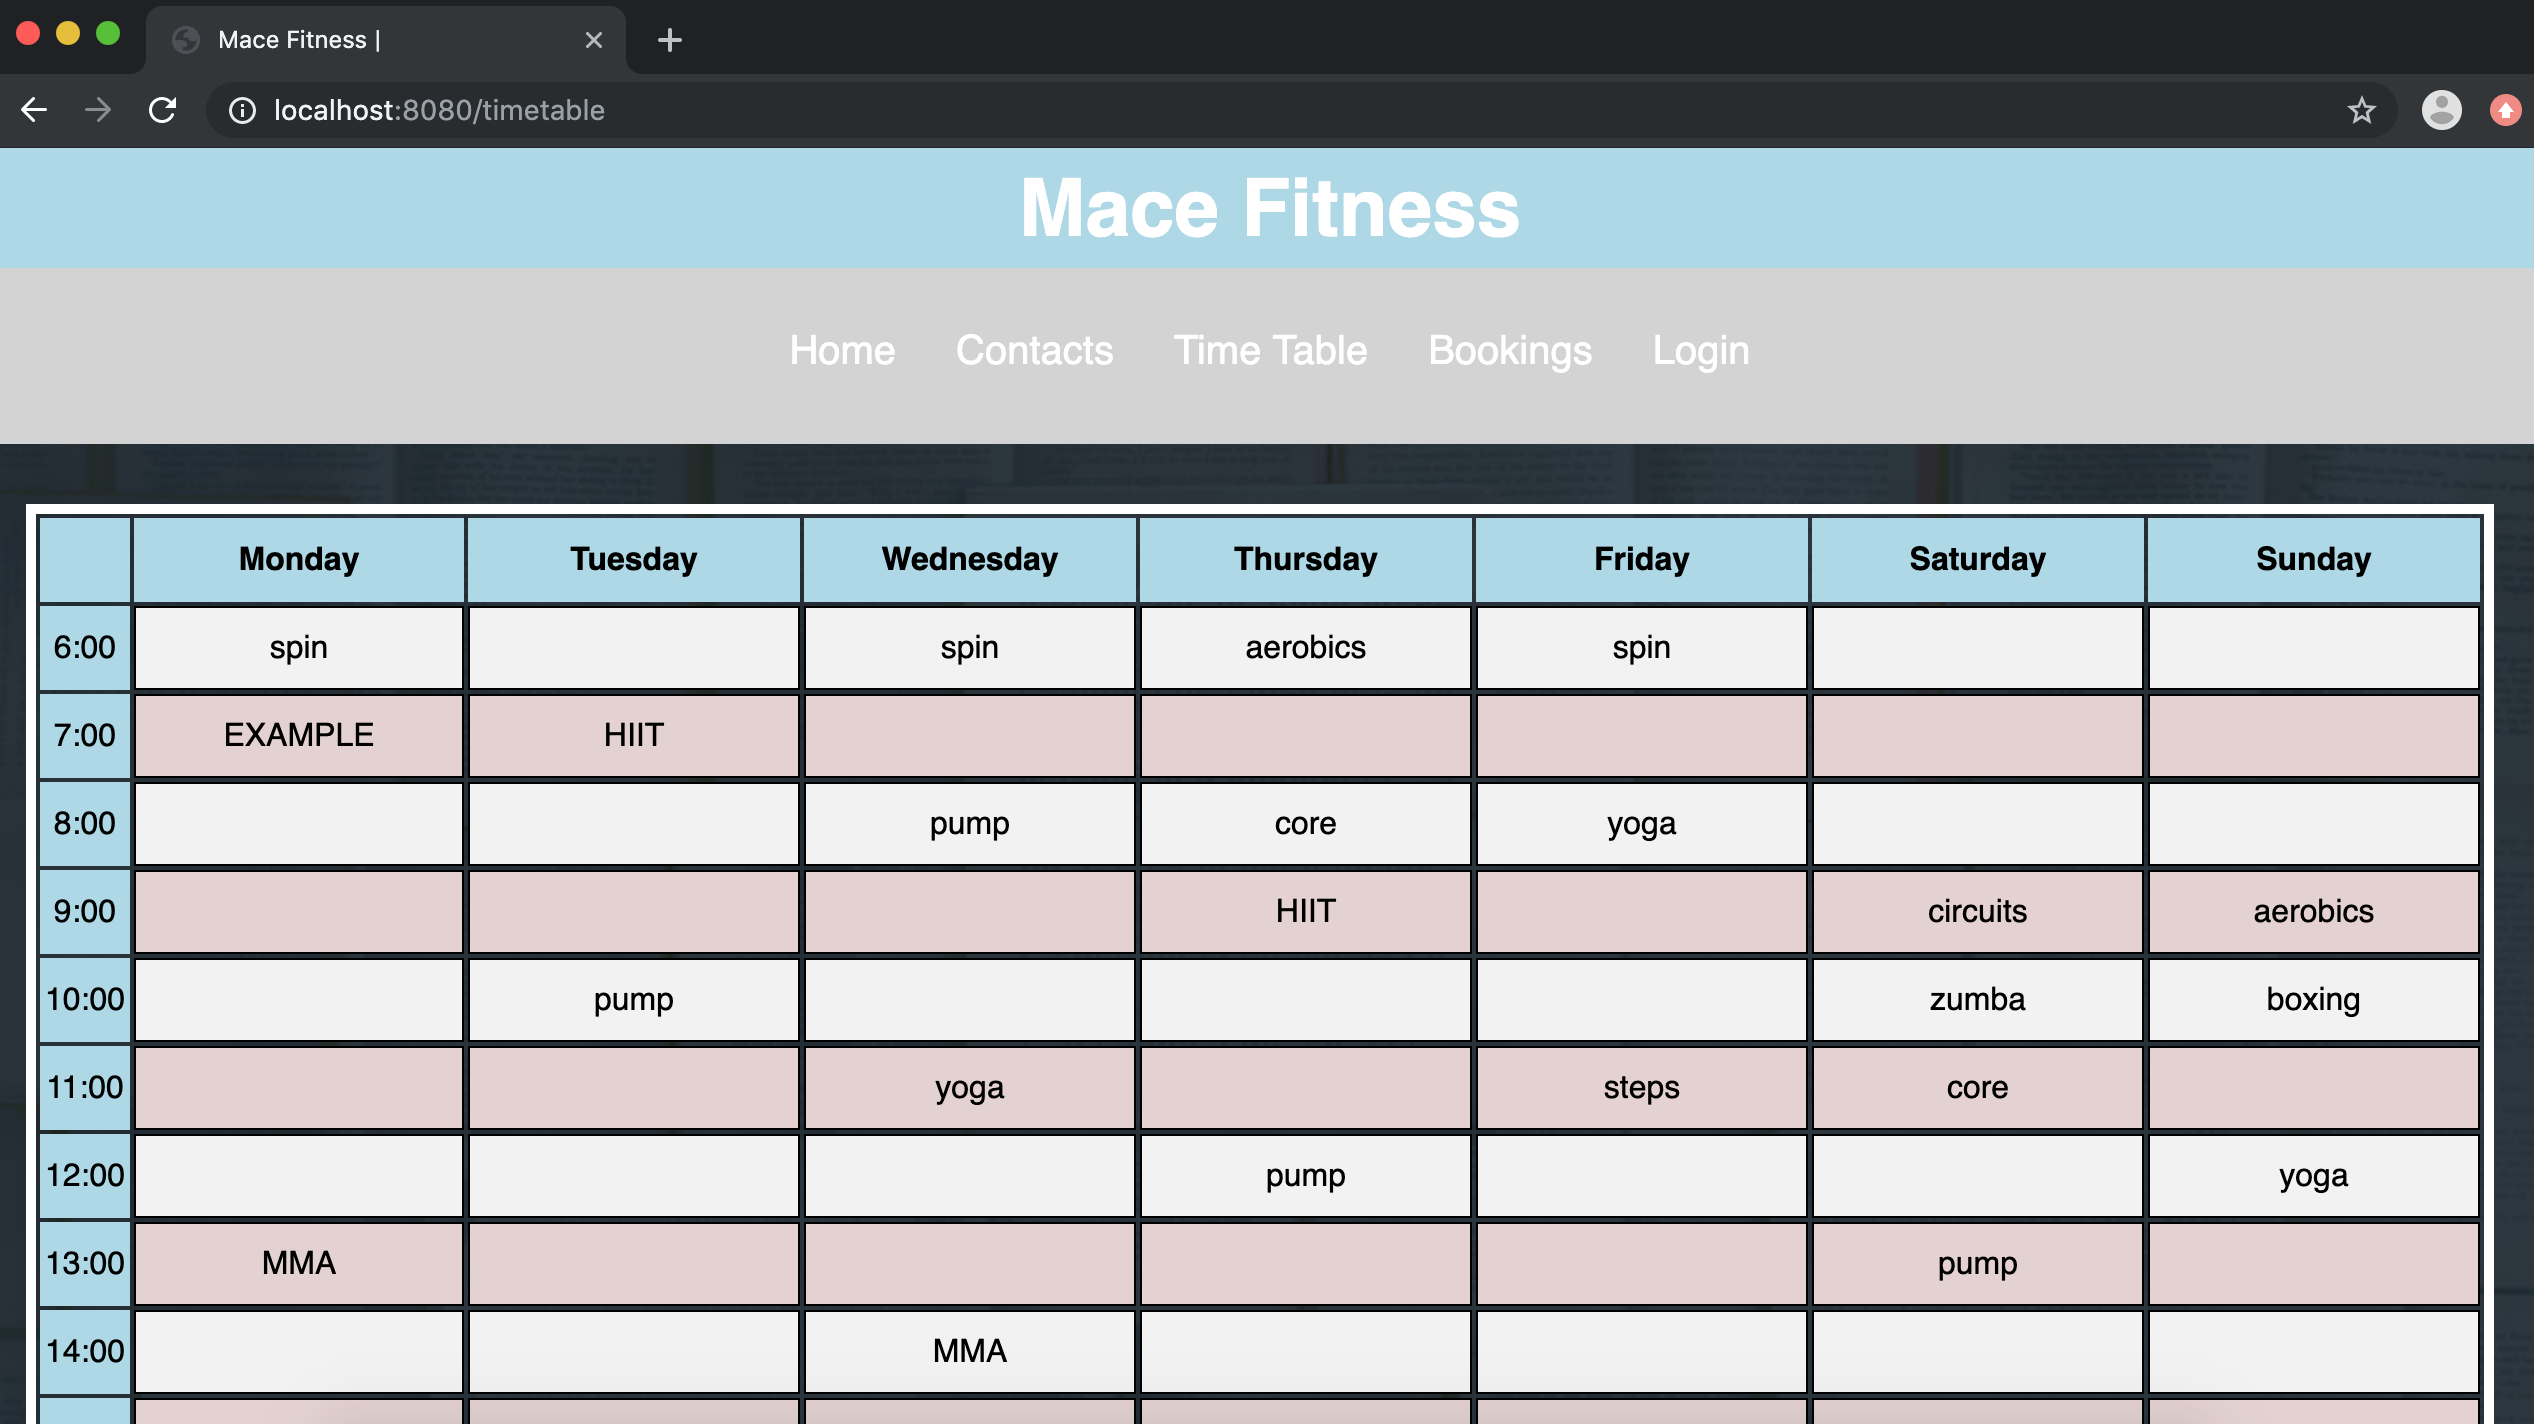 Mace Fitness |
localhost:8080/timetable
Mace Fitness
Home Contacts Time Table Bookings Login
Monday Tuesday Wednesday Thursday Friday Saturday Sunday
6:00 spin spin aerobics spin
7:00 EXAMPLE HIIT
8:00 pump core yoga
9:00 HIIT circuits aerobics
10:00 pump zumba boxing
11:00 yoga steps core
12:00 pump yoga
13:00 MMA pump
14:00 MMA